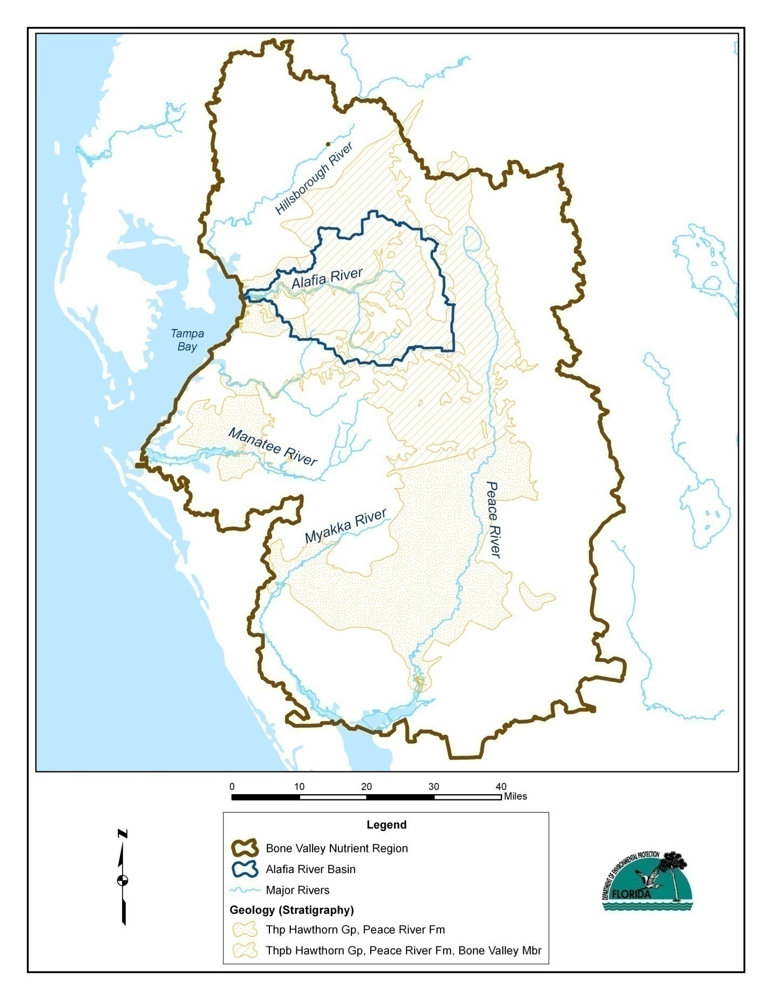 Hillsborough River
Alafia River
Tampa
Bay
Manatee River
Peace River
Myakka River
0 10 20 30 40
Miles
N
Legend
Bone Valley Nutrient Region
Alafia River Basin
Major Rivers
Geology (Stratigraphy)
Thp Hawthorn Gp, Peace River Fm
Thpb Hawthorn Gp, Peace River Fm, Bone Valley Mbr
DEPARTMENT OF ENVIRONMENTAL PROTECTION
FLORIDA